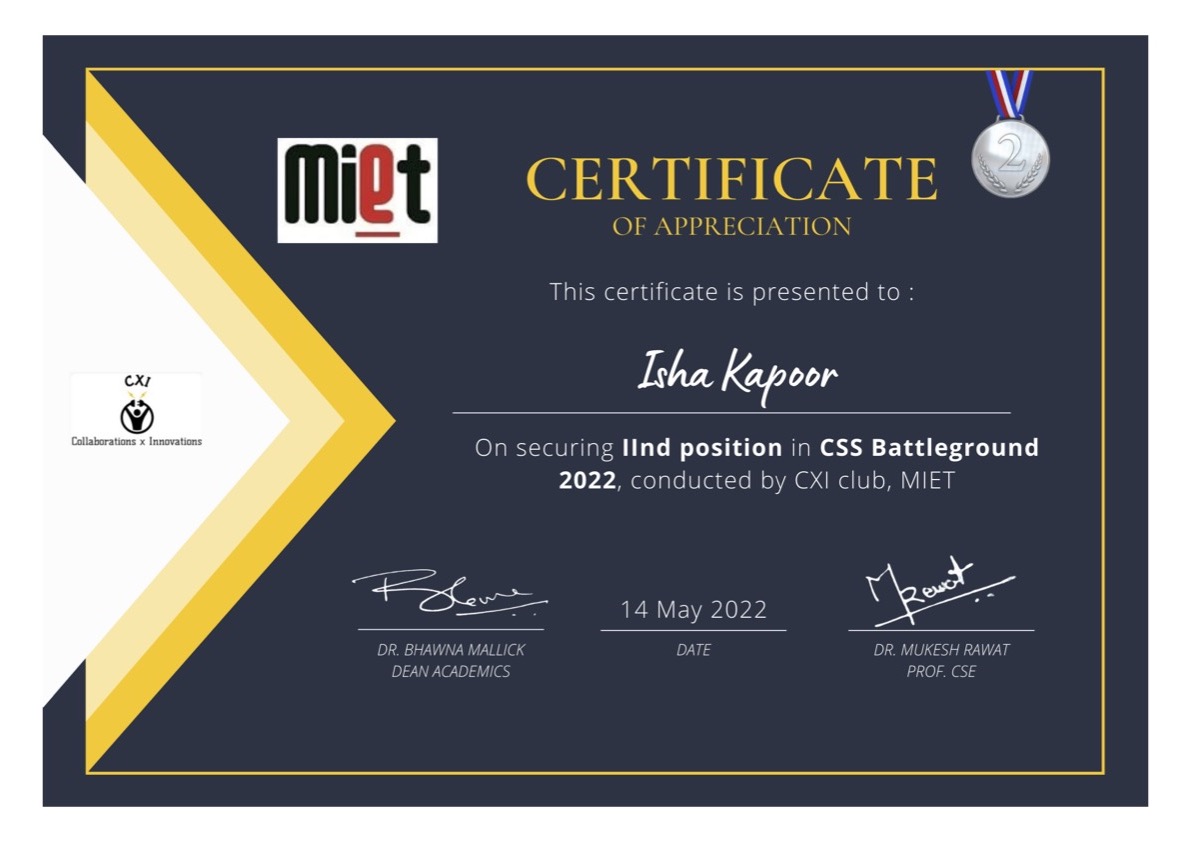 miet
2
CERTIFICATE
OF APPRECIATION
This certificate is presented to :
Isha Kapoor
CXI
Collaborations x Innovations
On securing IInd position in CSS Battleground
2022, conducted by CXI club, MIET
MRawat
14 May 2022
DR. BHAWNA MALLICK
DEAN ACADEMICS
DATE
DR. MUKESH RAWAT
PROF. CSE